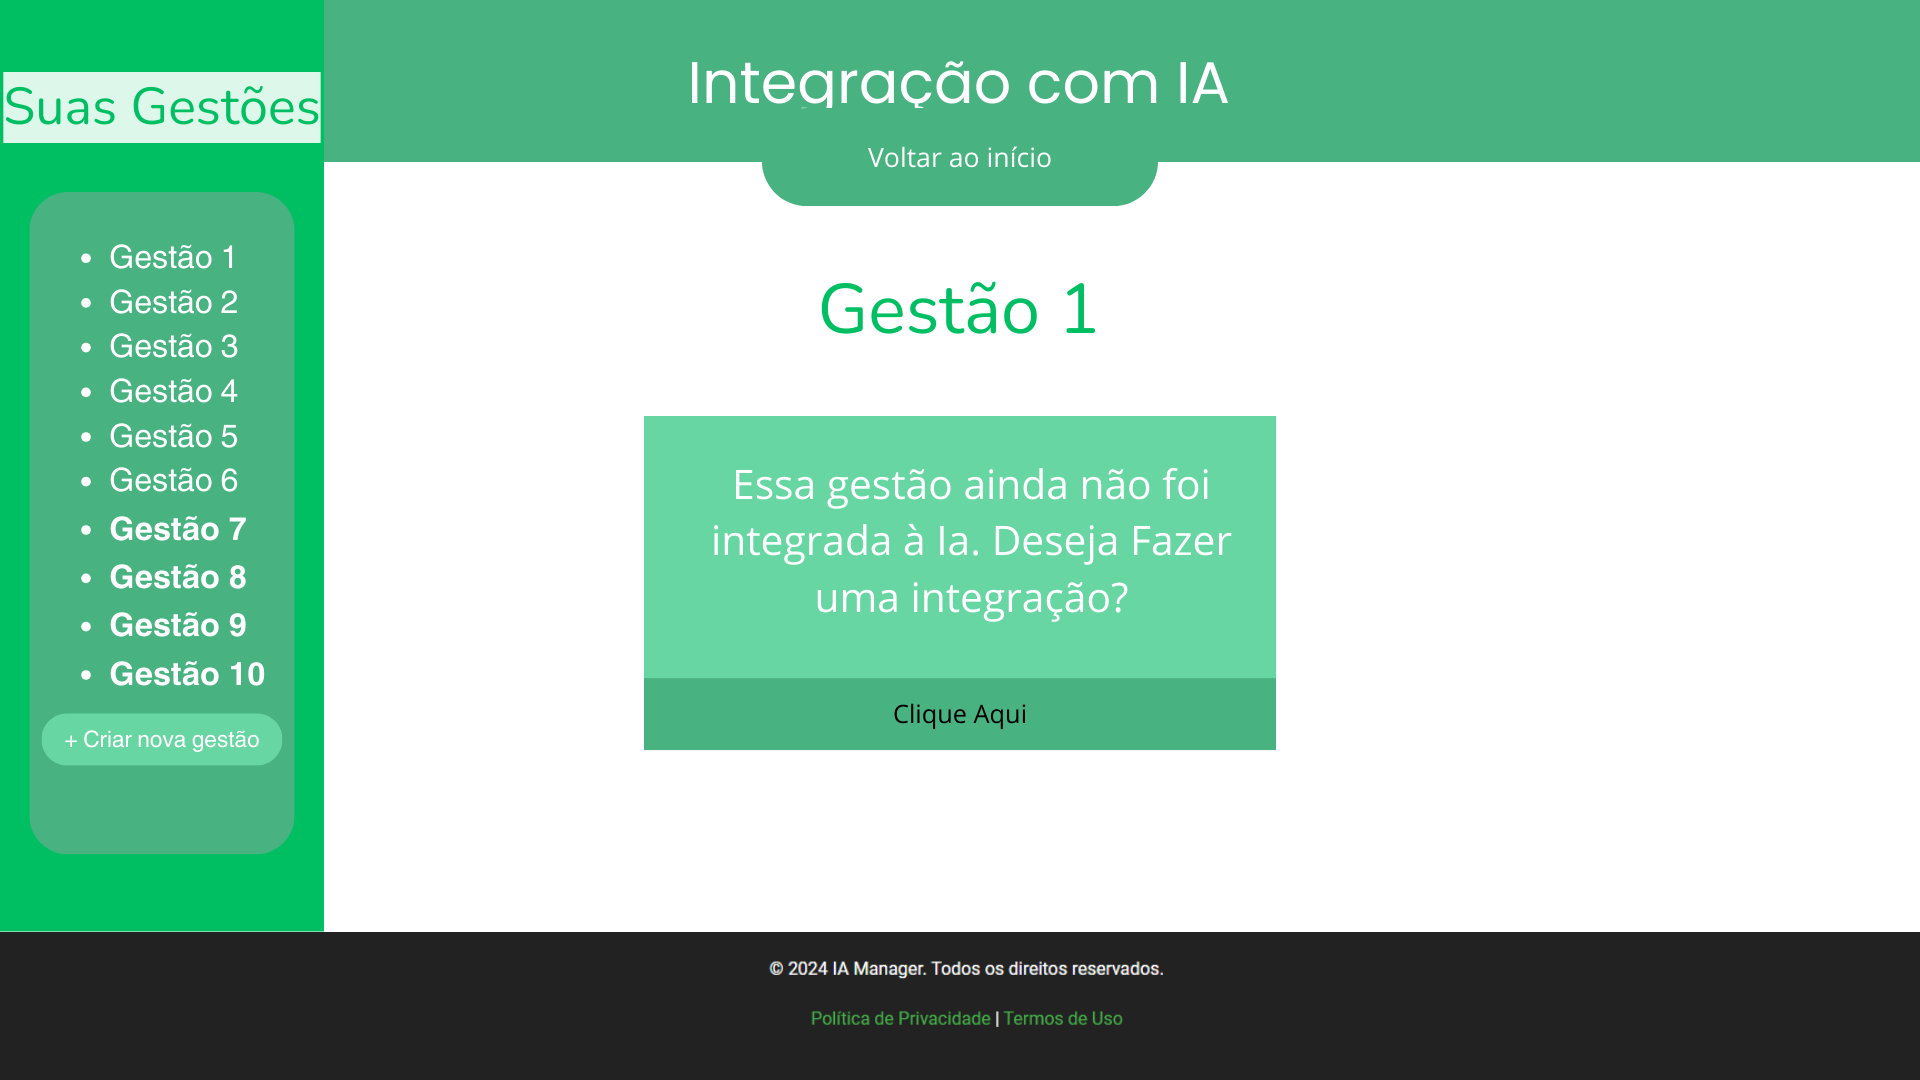 Suas Gestões
Gestão 1
Gestão 2
Gestão 3
Gestão 4
Gestão 5
Gestão 6
Gestão 7
Gestão 8
Gestão 9
Gestão 10
+ Criar nova gestão
Integração com IA
Voltar ao início
Gestão 1
Essa gestão ainda não foi
integrada à Ia. Deseja Fazer
uma integração?
Clique Aqui
© 2024 IA Manager. Todos os direitos reservados.
Política de Privacidade | Termos de Uso